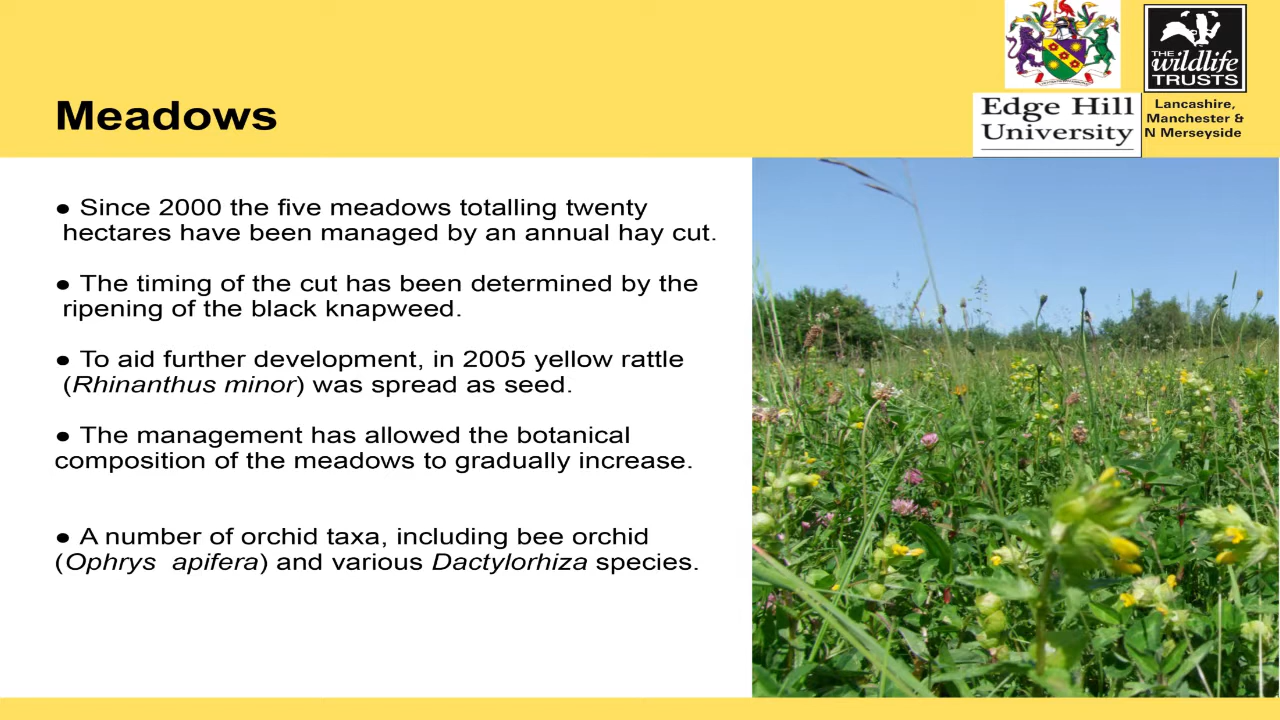 Meadows
Edge Hill
University
THE
wildlife
TRUSTS
Lancashire,
Manchester &
N Merseyside
● Since 2000 the five meadows totalling twenty
hectares have been managed by an annual hay cut.
● The timing of the cut has been determined by the
ripening of the black knapweed.
● To aid further development, in 2005 yellow rattle
(Rhinanthus minor) was spread as seed.
● The management has allowed the botanical
composition of the meadows to gradually increase.
● A number of orchid taxa, including bee orchid
(Ophrys apifera) and various Dactylorhiza species.